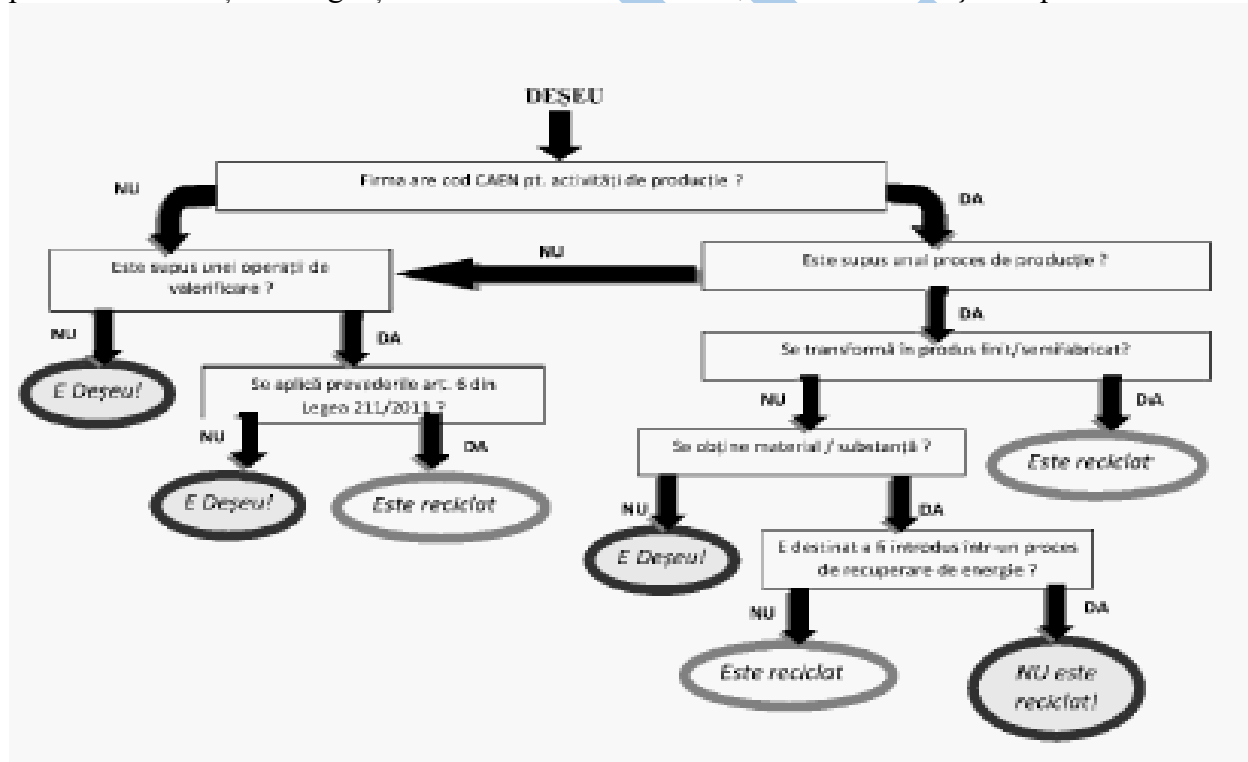 DEȘEU
Firma are cod CAEN pt. activități de producție ?
NU
DA
Este supus unei operații de
valorificare ?
NU
Este supus unui proces de producție ?
NU
DA
DA
E Deșeu!
Se aplică prevederile art. 6 din
Legea 211/2011 ?
Se transformă în produs finit/semifabricat?
NU
DA
NU
DA
E Deșeu!
Este reciclat
Se obține material / substanță ?
Este reciclat
NU
DA
E Deșeu!
E destinat a fi introdus într-un proces
de recuperare de energie ?
NU
DA
Este reciclat
NU este
reciclat!